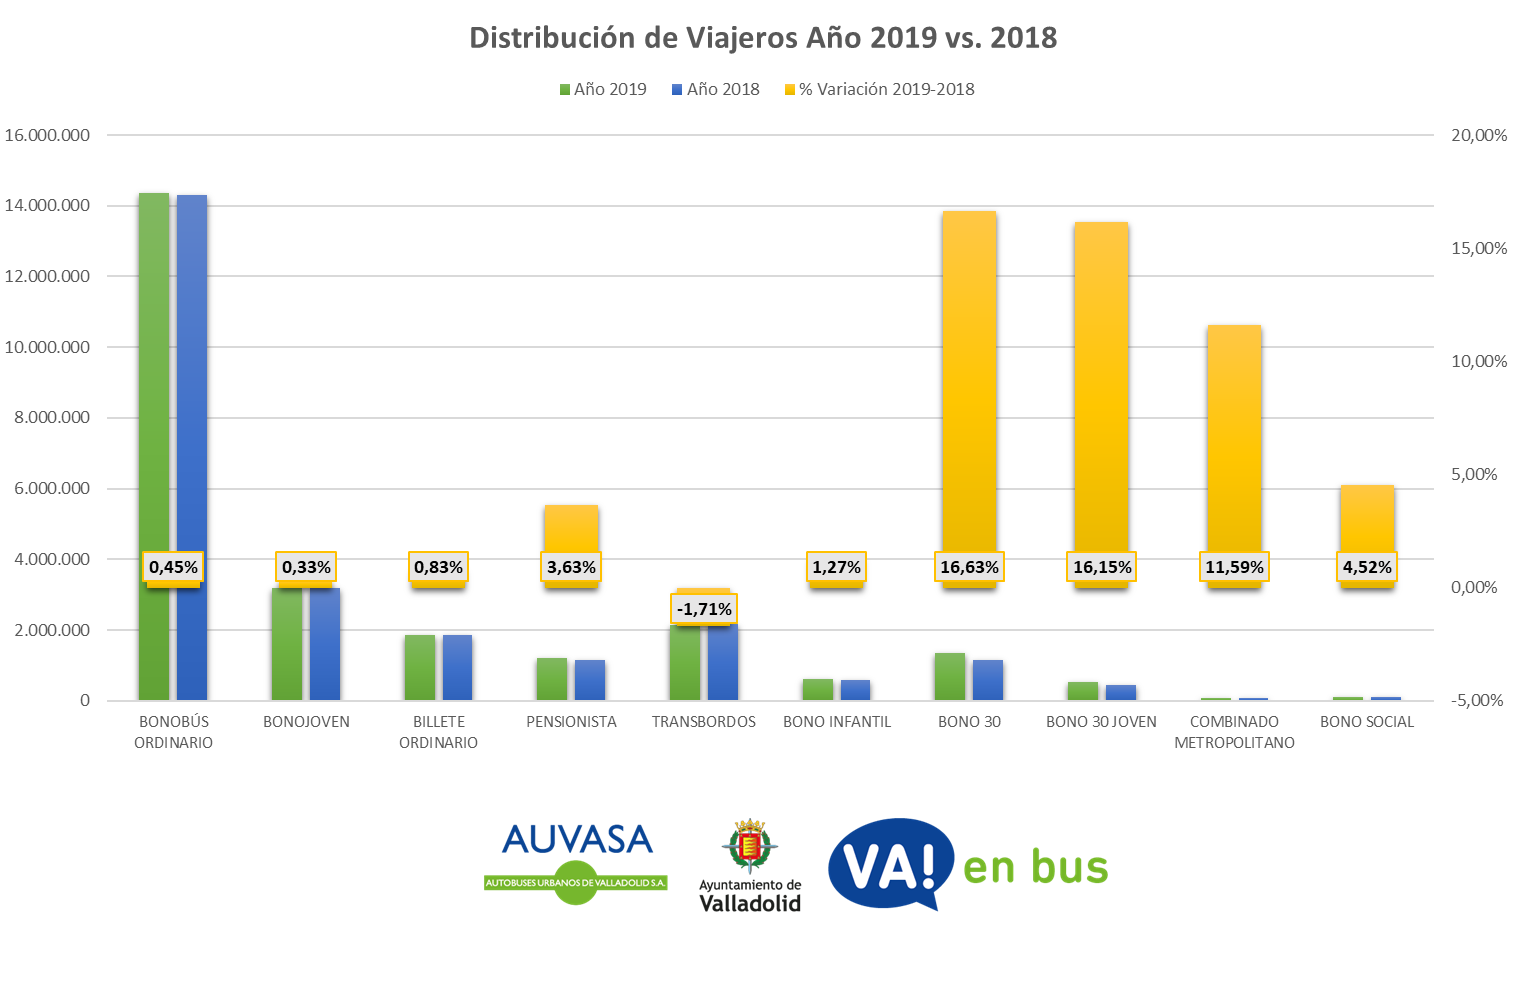 Distribución de Viajeros Año 2019 vs. 2018
Año 2019 Año 2018 % Variación 2019-2018
16.000.000
14.000.000
12.000.000
10.000.000
8.000.000
6.000.000
4.000.000
2.000.000
0
20,00%
15,00%
10,00%
5,00%
0,00%
-5,00%
0,45% 0,33% 0,83% 3,63% -1,71% 1,27% 16,63% 16,15% 11,59% 4,52%
BONOBÚS
ORDINARIO
BONOJOVEN
BILLETE
ORDINARIO
PENSIONISTA
TRANSBORDOS
BONO INFANTIL
BONO 30
BONO 30 JOVEN
COMBINADO
METROPOLITANO
BONO SOCIAL
AUVASA
AUTOBUSES URBANOS DE VALLADOLID S.A.
Ayuntamiento de
Valladolid
VA! en bus